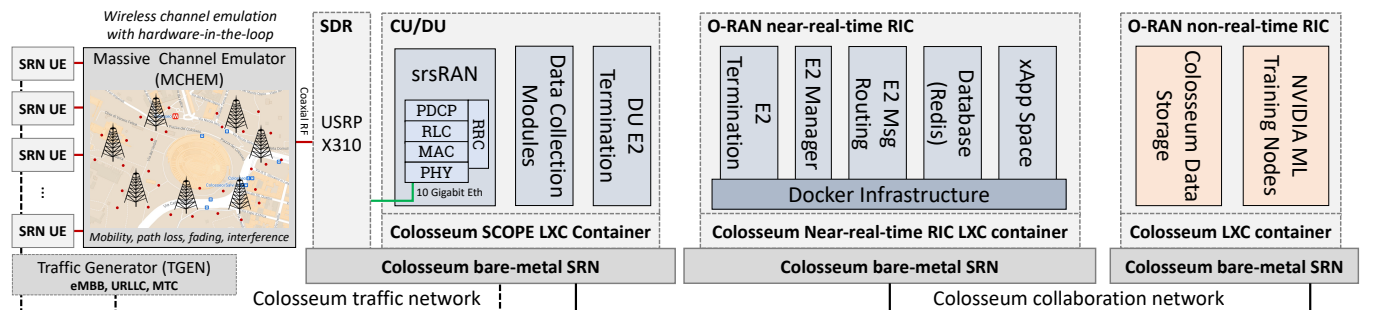 Wireless channel emulation
with hardware-in-the-loop
SRN UE
SRN UE
SRN UE
...
SRN UE
Massive Channel Emulator
(MCHEM)
Mobility, path loss, fading, interference
Traffic Generator (TGEN)
eMBB, URLLC, MTC
Coaxial RF
SDR
USRP
X310
CU/DU
srsRAN
PDCP
RLC
MAC
PHY
RRC
10 Gigabit Eth
Data Collection
Modules
DU E2
Termination
Colosseum SCOPE LXC Container
Colosseum bare-metal SRN
O-RAN near-real-time RIC
E2
Termination
E2 Manager
E2 Msg
Routing
Database
(Redis)
xApp Space
Docker Infrastructure
Colosseum Near-real-time RIC LXC container
Colosseum bare-metal SRN
O-RAN non-real-time RIC
Colosseum Data
Storage
NVIDIA ML
Training Nodes
Colosseum LXC container
Colosseum bare-metal SRN
Colosseum traffic network
Colosseum collaboration network